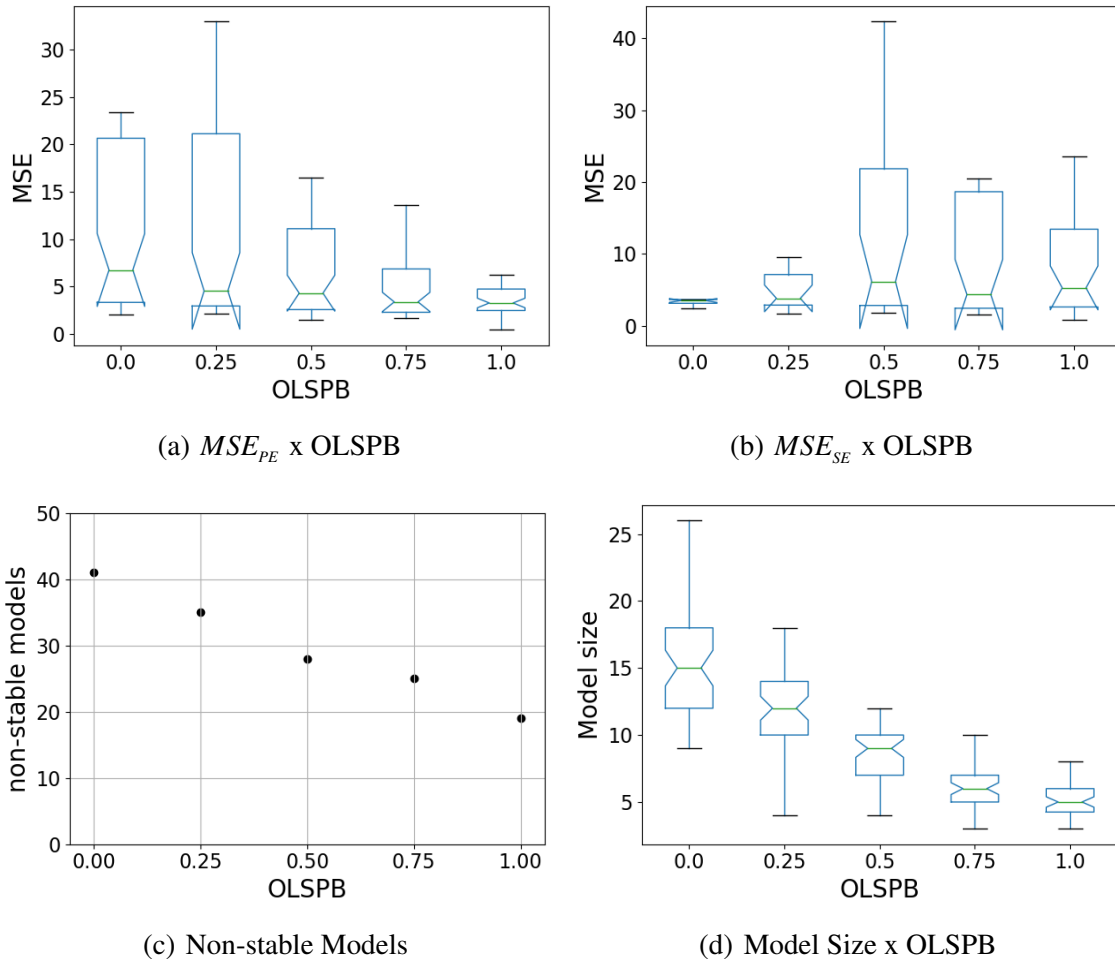 30
25
20
15
10
5
0
MSE
0.0 0.25 0.5 0.75 1.0
OLSPB
(a) MSE_PE x OLSPB
40
30
20
10
0
MSE
0.0 0.25 0.5 0.75 1.0
OLSPB
(b) MSE_SE x OLSPB
50
40
30
20
10
0
non-stable models
0.00 0.25 0.50 0.75 1.00
OLSPB
(c) Non-stable Models
25
20
15
10
5
Model size
0.0 0.25 0.5 0.75 1.0
OLSPB
(d) Model Size x OLSPB